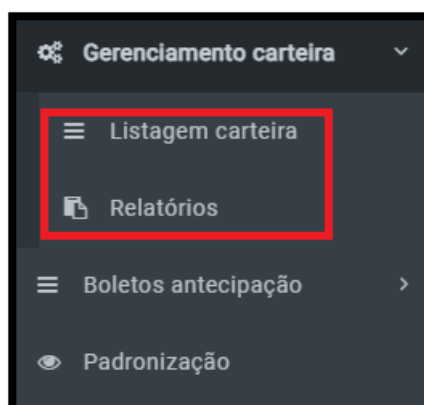 Gerenciamento carteira
Listagem carteira
Relatórios
Boletos antecipação
Padronização